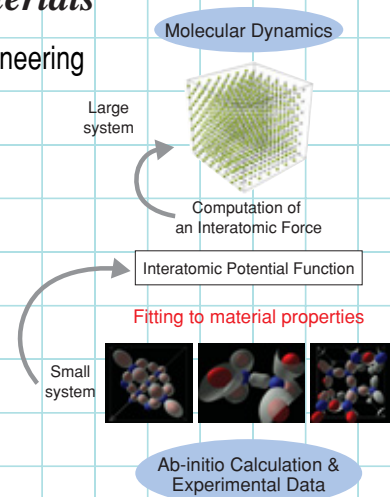 neering
Molecular Dynamics
Large
system
Computation of
an Interatomic Force
Interatomic Potential Function
Fitting to material properties
Small
system
Ab-initio Calculation &
Experimental Data